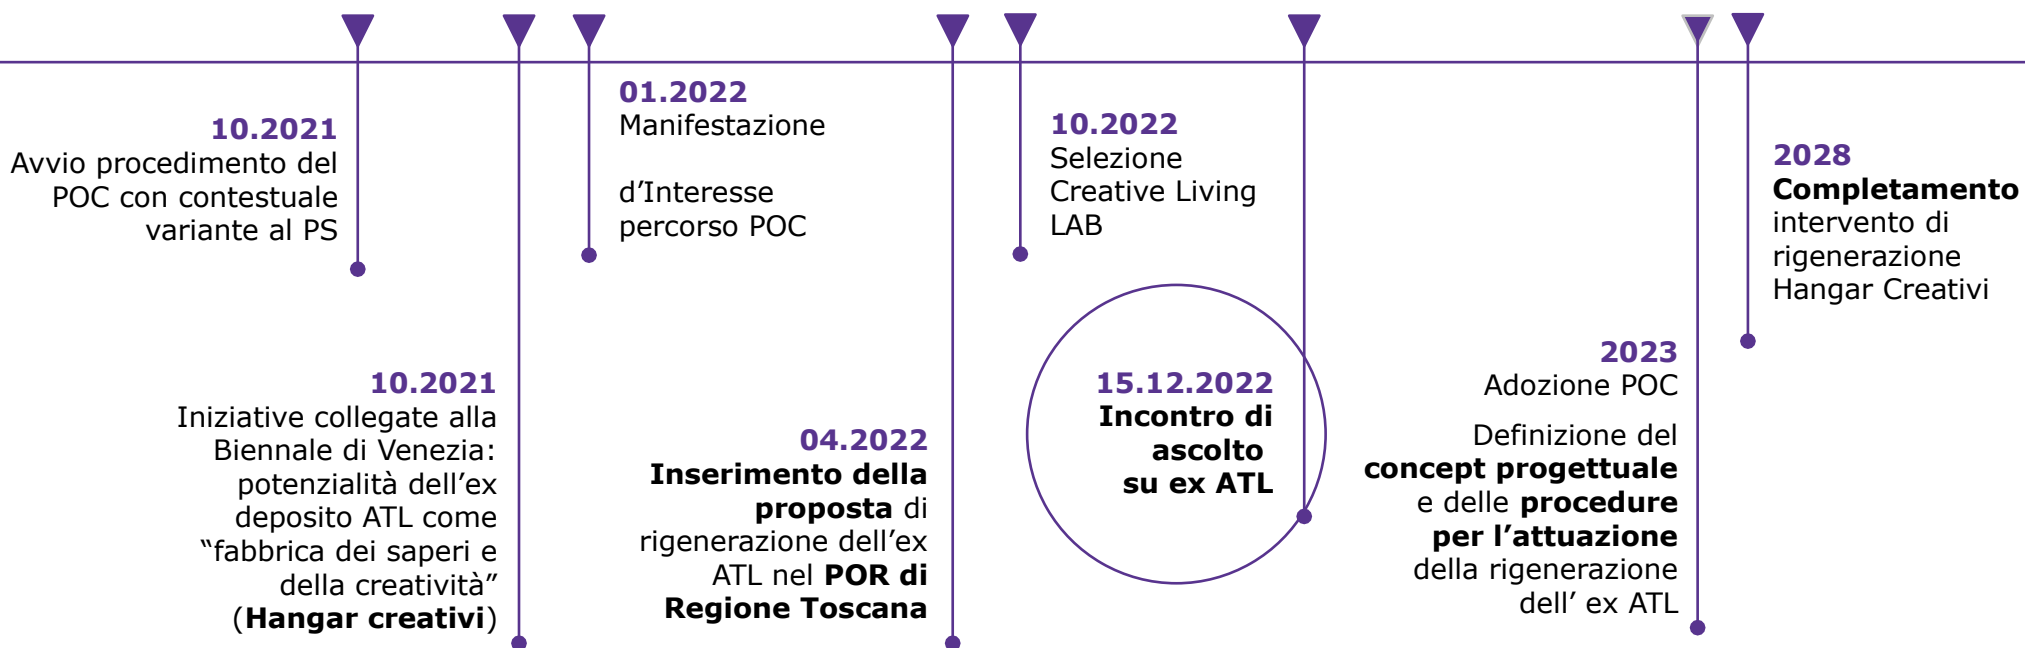 10.2021
Avvio procedimento del
POC con contestuale
variante al PS
10.2021
Iniziative collegate alla
Biennale di Venezia:
potenzialità dell’ex
deposito ATL come
“fabbrica dei saperi e
della creatività”
(Hangar creativi)
01.2022
Manifestazione
d’Interesse
percorso POC
04.2022
Inserimento della
proposta di
rigenerazione dell’ex
ATL nel POR di
Regione Toscana
10.2022
Selezione
Creative Living
LAB
15.12.2022
Incontro di
ascolto
su ex ATL
2023
Adozione POC
Definizione del
concept progettuale
e delle procedure
per l’attuazione
della rigenerazione
dell’ ex ATL
2028
Completamento
intervento di
rigenerazione
Hangar Creativi